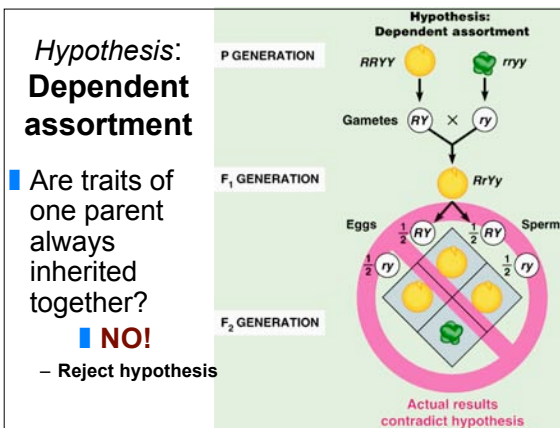 Hypothesis:
Dependent
assortment
Are traits of
one parent
always
inherited
together?
NO!
– Reject hypothesis
Hypothesis:
Dependent assortment
P GENERATION
RRYY
rryy
Gametes RY × ry
F1 GENERATION
RrYy
Eggs
Sperm
1/2 RY
1/2 RY
1/2 ry
1/2 ry
F2 GENERATION
Actual results
contradict hypothesis